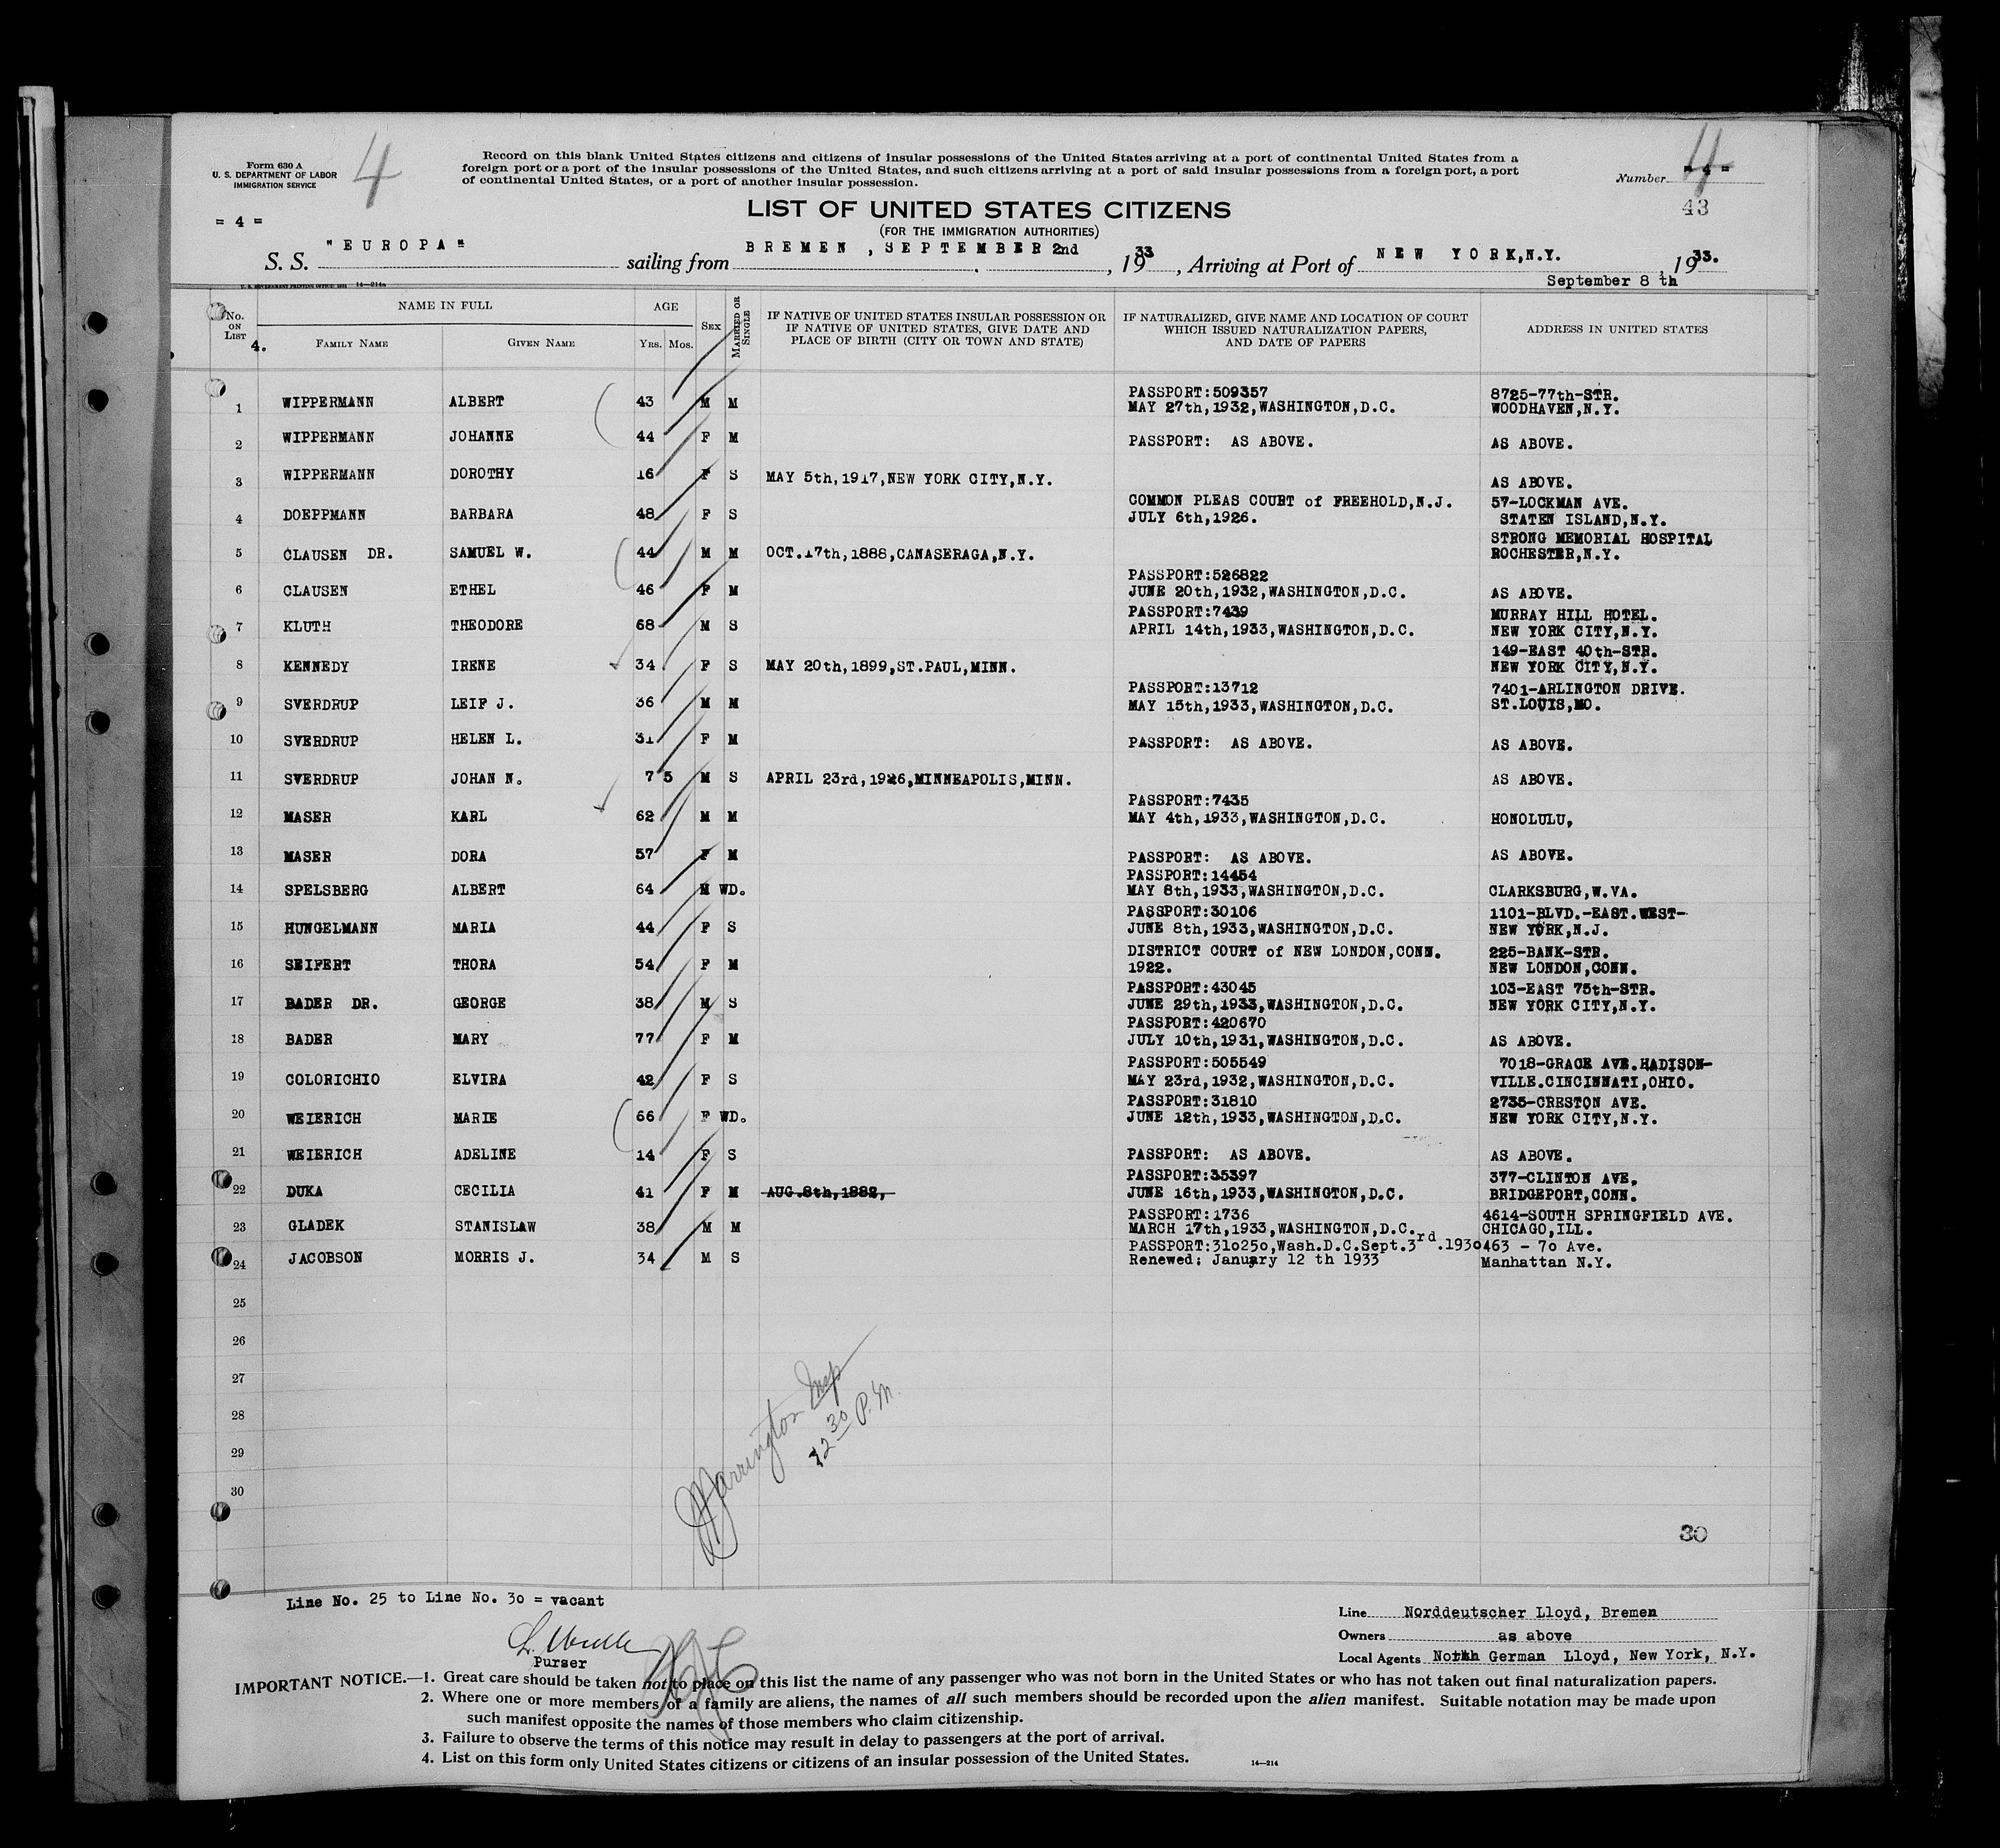 Form 630 A
U. S. DEPARTMENT OF LABOR
IMMIGRATION SERVICE
4
Record on this blank United States citizens and citizens of insular possessions of the United States arriving at a port of continental United States from a
foreign port or a port of the insular possessions of the United States, and such citizens arriving at a port of said insular possessions from a foreign port, a port
of continental United States, or a port of another insular possession.
4
Number = 4 =
43
= 4 =
LIST OF UNITED STATES CITIZENS
(FOR THE IMMIGRATION AUTHORITIES)
S. S. "EUROPA" sailing from BREMEN, SEPTEMBER 2nd, 1933, Arriving at Port of NEW YORK,N.Y., 1933.
September 8 th
U. S. GOVERNMENT PRINTING OFFICE: 1931 14—214a
No. ON LIST 4. NAME IN FULL FAMILY NAME GIVEN NAME AGE YRS. MOS. SEX MARRIED OR SINGLE
IF NATIVE OF UNITED STATES INSULAR POSSESSION OR IF NATIVE OF UNITED STATES, GIVE DATE AND PLACE OF BIRTH (CITY OR TOWN AND STATE)
IF NATURALIZED, GIVE NAME AND LOCATION OF COURT WHICH ISSUED NATURALIZATION PAPERS, AND DATE OF PAPERS
ADDRESS IN UNITED STATES
1 WIPPERMANN ALBERT 43 M M PASSPORT:509357 MAY 27th,1932,WASHINGTON,D.C. 8725-77th-STR. WOODHAVEN,N.Y.
2 WIPPERMANN JOHANNE 44 F M PASSPORT: AS ABOVE. AS ABOVE.
3 WIPPERMANN DOROTHY 16 F S MAY 5th,1917,NEW YORK CITY,N.Y. AS ABOVE.
4 DOEPPMANN BARBARA 48 F S COMMON PLEAS COURT of FREEHOLD,N.J. JULY 6th,1926. 57-LOCKMAN AVE. STATEN ISLAND,N.Y.
5 CLAUSEN DR. SAMUEL W. 44 M M OCT.17th,1888,CANASERAGA,N.Y. STRONG MEMORIAL HOSPITAL ROCHESTER,N.Y.
6 CLAUSEN ETHEL 46 F M PASSPORT:526822 JUNE 20th,1932,WASHINGTON,D.C. AS ABOVE.
7 KLUTH THEODORE 68 M S PASSPORT:7439 APRIL 14th,1933,WASHINGTON,D.C. MURRAY HILL HOTEL. NEW YORK CITY,N.Y.
8 KENNEDY IRENE 34 F S MAY 20th,1899,ST.PAUL,MINN. 149-EAST 40th-STR. NEW YORK CITY,N.Y.
9 SVERDRUP LEIF J. 36 M M PASSPORT:13712 MAY 15th,1933,WASHINGTON,D.C. 7401-ARLINGTON DRIVE. ST.LOUIS,MO.
10 SVERDRUP HELEN L. 31 F M PASSPORT: AS ABOVE. AS ABOVE.
11 SVERDRUP JOHAN N. 7 5 M S APRIL 23rd,1926,MINNEAPOLIS,MINN. AS ABOVE.
12 MASER KARL 62 M M PASSPORT:7435 MAY 4th,1933,WASHINGTON,D.C. HONOLULU,
13 MASER DORA 57 F M PASSPORT: AS ABOVE. AS ABOVE.
14 SPELSBERG ALBERT 64 M WD. PASSPORT:14454 MAY 8th,1933,WASHINGTON,D.C. CLARKSBURG,W.VA.
15 HUNGELMANN MARIA 44 F S PASSPORT:30106 JUNE 8th,1933,WASHINGTON,D.C. 1101-BLVD.-EAST.WEST- NEW YORK,N.J.
16 SEIFERT THORA 54 F M DISTRICT COURT of NEW LONDON,CONN. 1922. 225-BANK-STR. NEW LONDON,CONN.
17 BADER DR. GEORGE 38 M S PASSPORT:43045 JUNE 29th,1933,WASHINGTON,D.C. 103-EAST 75th-STR. NEW YORK CITY,N.Y.
18 BADER MARY 77 F M PASSPORT:420670 JULY 10th,1931,WASHINGTON,D.C. AS ABOVE.
19 COLORICHIO ELVIRA 42 F S PASSPORT:505549 MAY 23rd,1932,WASHINGTON,D.C. 7018-GRACE AVE.HADISON- VILLE.CINCINNATI,OHIO.
20 WEIERICH MARIE 66 F WD. PASSPORT:31810 JUNE 12th,1933,WASHINGTON,D.C. 2735-CRESTON AVE. NEW YORK CITY,N.Y.
21 WEIERICH ADELINE 14 F S PASSPORT: AS ABOVE. AS ABOVE.
22 DUKA CECILIA 41 F M AUG.8th,1882, PASSPORT:35397 JUNE 16th,1933,WASHINGTON,D.C. 377-CLINTON AVE, BRIDGEPORT,CONN.
23 GLADEK STANISLAW 38 M M PASSPORT:1736 MARCH 17th,1933,WASHINGTON,D.C. 4614-SOUTH SPRINGFIELD AVE. CHICAGO,ILL.
24 JACOBSON MORRIS J. 34 M S PASSPORT:310250,Wash.D.C.Sept.3rd.1930 Renewed: January 12 th 1933 463 - 70 Ave. Manhattan N.Y.
25
26
27
28
29
30
Harrington Insp
12 30 P.M.
30
Line No. 25 to Line No. 30 = vacant
Purser
Line Norddeutscher Lloyd, Bremen
Owners as above
Local Agents North German Lloyd, New York, N.Y.
IMPORTANT NOTICE.—1. Great care should be taken not to place on this list the name of any passenger who was not born in the United States or who has not taken out final naturalization papers.
2. Where one or more members of a family are aliens, the names of all such members should be recorded upon the alien manifest. Suitable notation may be made upon
such manifest opposite the names of those members who claim citizenship.
3. Failure to observe the terms of this notice may result in delay to passengers at the port of arrival.
4. List on this form only United States citizens or citizens of an insular possession of the United States.
14—214